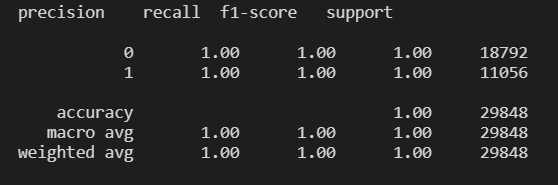 precision recall f1-score support
0 1.00 1.00 1.00 18792
1 1.00 1.00 1.00 11056
accuracy 1.00 29848
macro avg 1.00 1.00 1.00 29848
weighted avg 1.00 1.00 1.00 29848